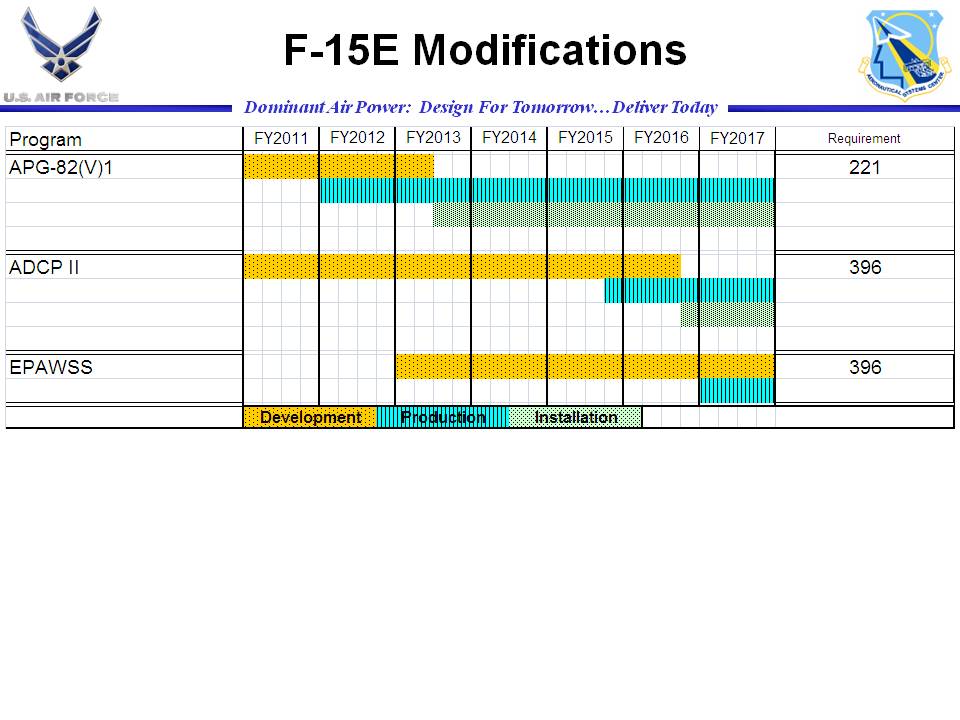 F-15E Modifications
U.S. AIR FORCE
AERONAUTICAL SYSTEMS CENTER
Dominant Air Power: Design For Tomorrow…Deliver Today
Program FY2011 FY2012 FY2013 FY2014 FY2015 FY2016 FY2017 Requirement
APG-82(V)1 221
ADCP II 396
EPAWSS 396
Development Production Installation